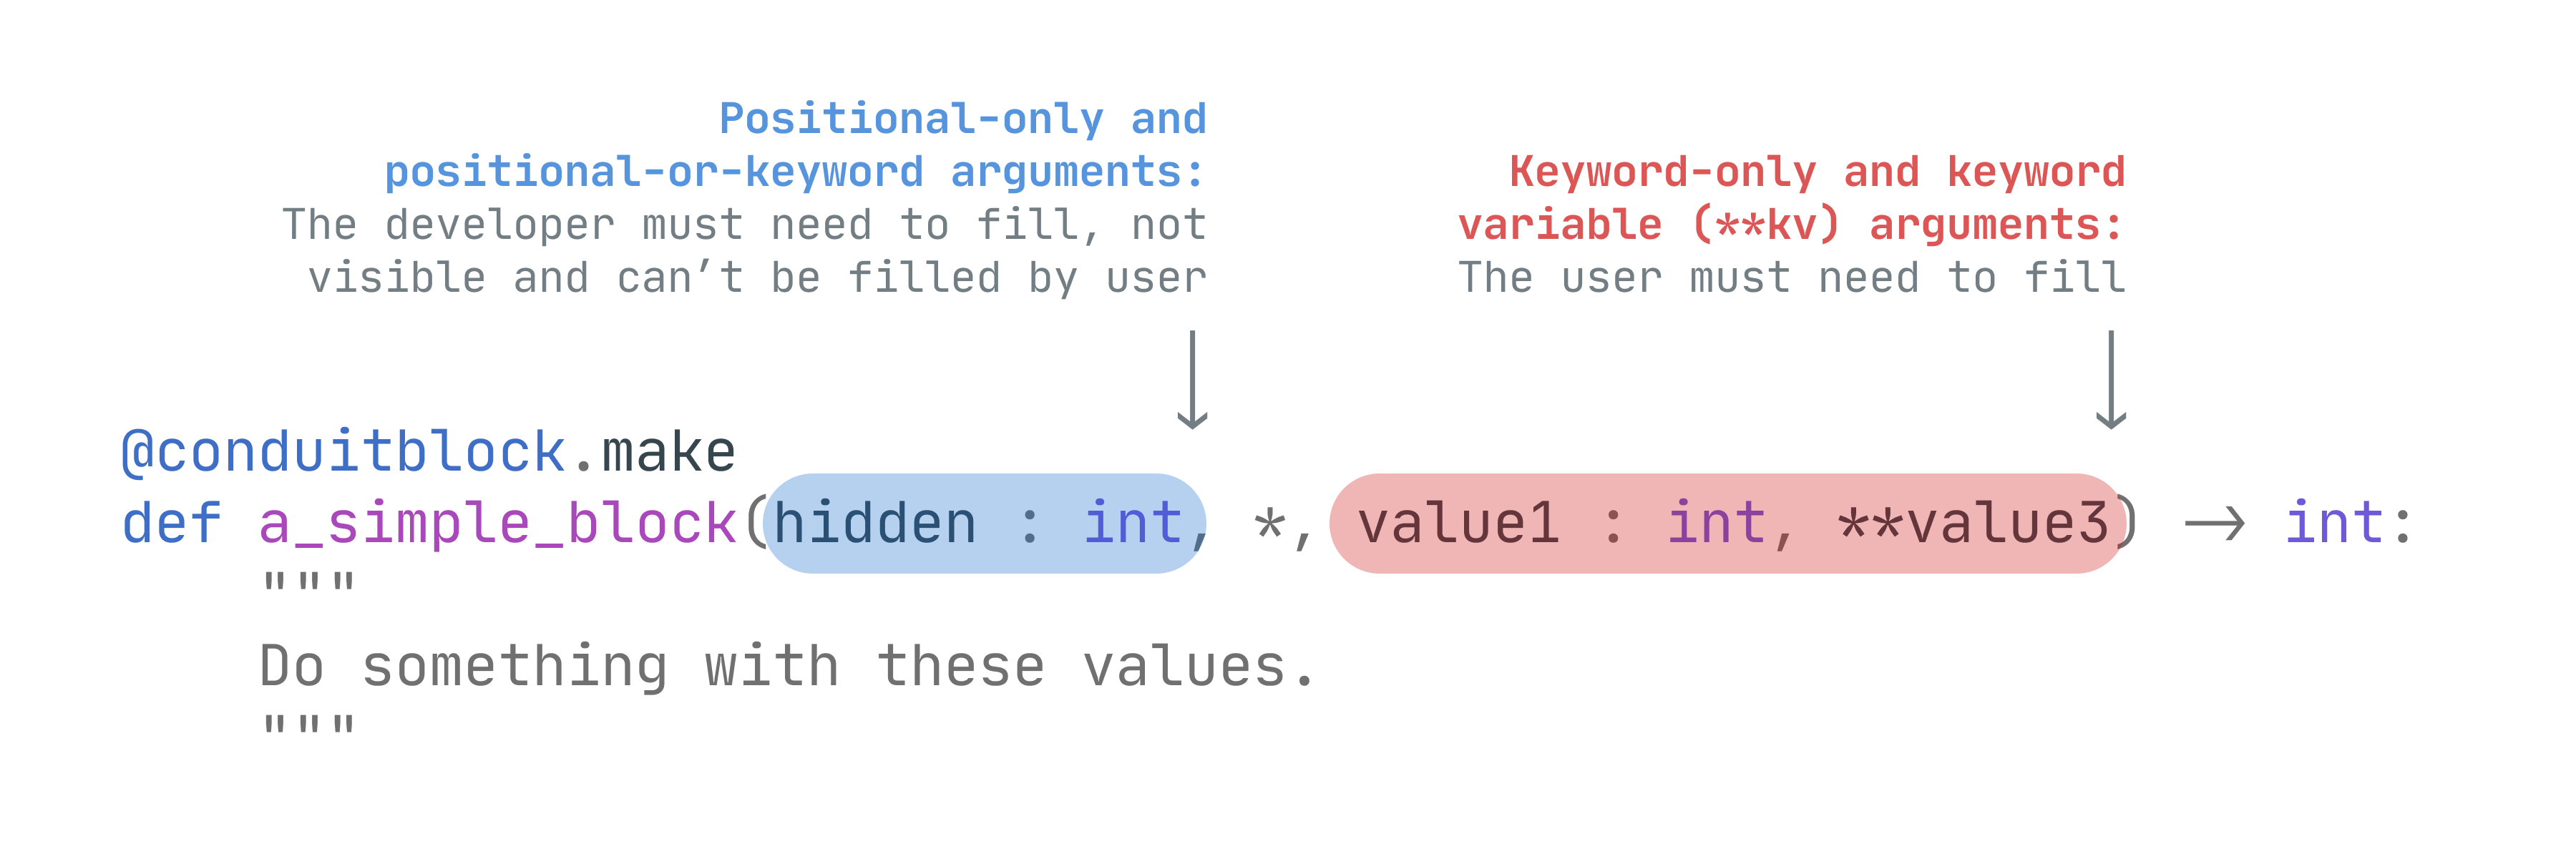 Positional-only and
positional-or-keyword arguments:
The developer must need to fill, not
visible and can’t be filled by user
Keyword-only and keyword
variable (**kv) arguments:
The user must need to fill
@conduitblock.make
def a_simple_block(hidden : int, *, value1 : int, **value3) → int:
"""
Do something with these values.
"""